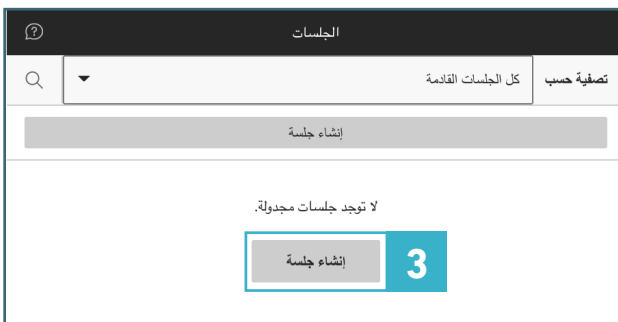 الجلسات
تصفية حسب كل الجلسات القادمة
إنشاء جلسة
لا توجد جلسات مجدولة.
إنشاء جلسة 3